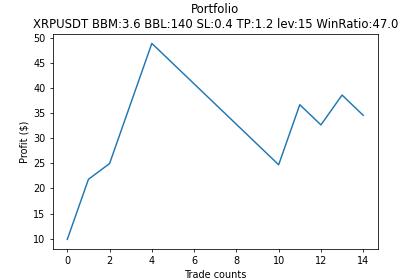 Portfolio
XRPUSDT BBM:3.6 BBL:140 SL:0.4 TP:1.2 lev:15 WinRatio:47.0
50
45
40
35
30
25
20
15
10
Profit ($)
0 2 4 6 8 10 12 14
Trade counts